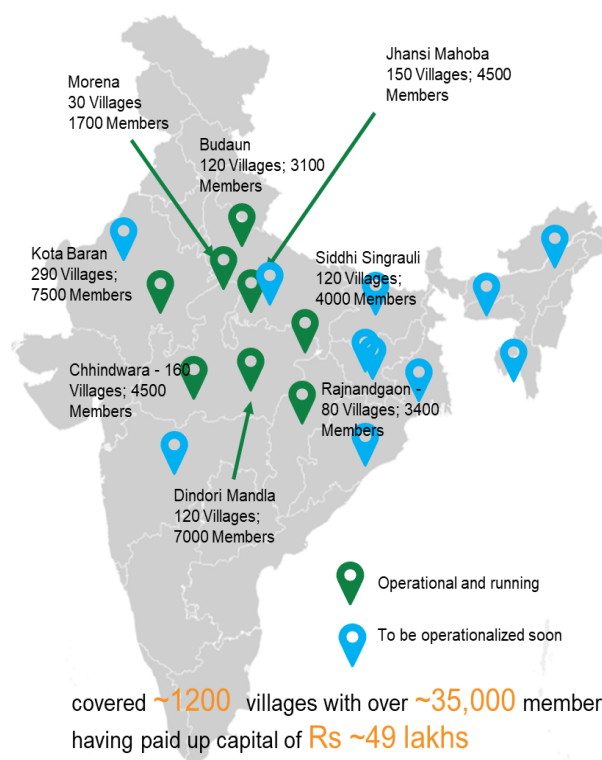 Jhansi Mahoba
150 Villages; 4500
Members
Morena
30 Villages
1700 Members
Budaun
120 Villages; 3100
Members
Kota Baran
290 Villages;
7500 Members
Siddhi Singrauli
120 Villages;
4000 Members
Chhindwara - 160
Villages; 4500
Members
Rajnandgaon -
80 Villages; 3400
Members
Dindori Mandla
120 Villages;
7000 Members
Operational and running
To be operationalized soon
covered ~1200 villages with over ~35,000 member
having paid up capital of Rs ~49 lakhs